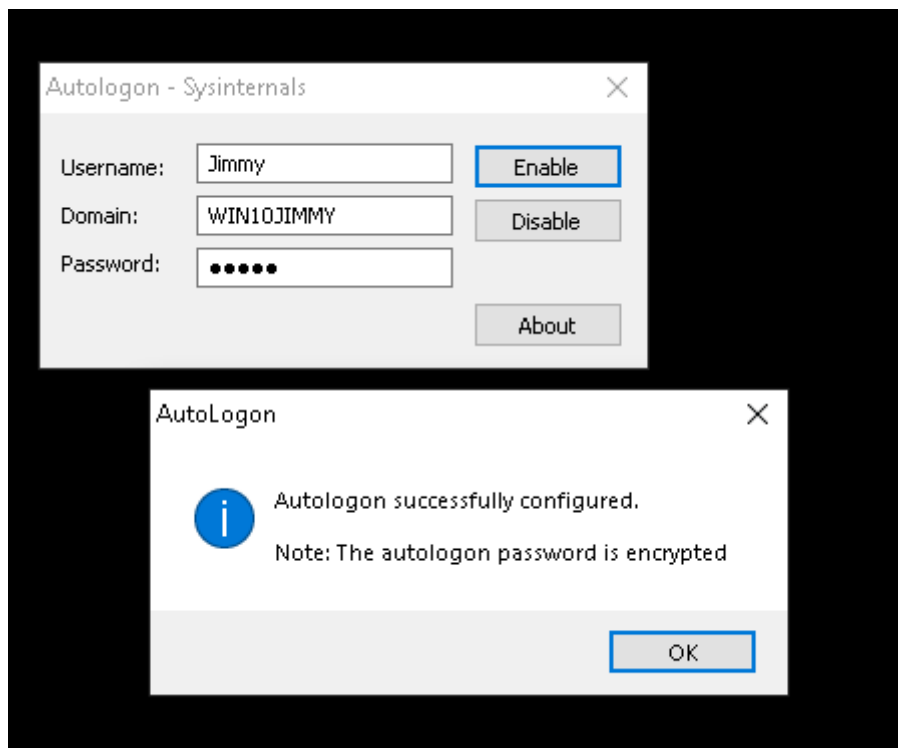 Autologon - Sysinternals
Username: Jimmy Enable
Domain: WIN10JIMMY Disable
Password: ●●●●●
About
AutoLogon
Autologon successfully configured.
Note: The autologon password is encrypted
OK